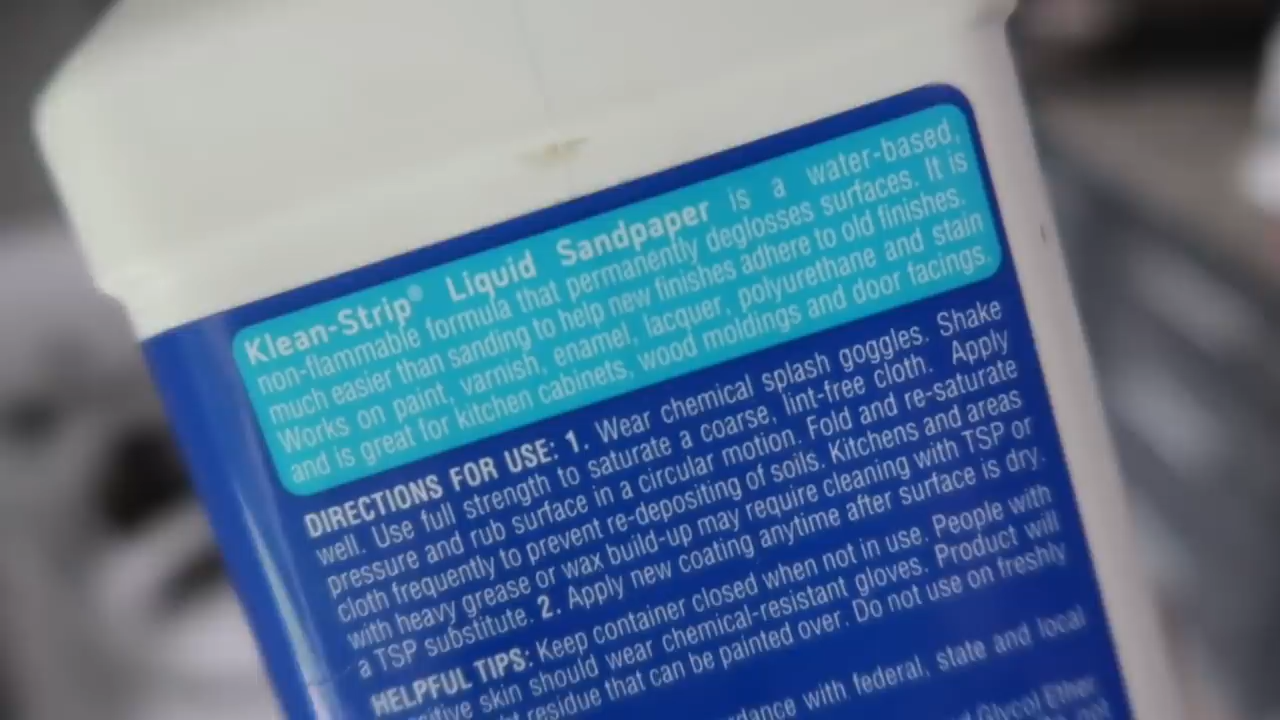 Klean-Strip® Liquid Sandpaper is a water-based,
non-flammable formula that permanently deglosses surfaces. It is
much easier than sanding to help new finishes adhere to old finishes.
Works on paint, varnish, enamel, lacquer, polyurethane and stain
and is great for kitchen cabinets, wood moldings and door facings.
DIRECTIONS FOR USE: 1. Wear chemical splash goggles. Shake
well. Use full strength to saturate a coarse, lint-free cloth. Apply
pressure and rub surface in a circular motion. Fold and re-saturate
cloth frequently to prevent re-depositing of soils. Kitchens and areas
with heavy grease or wax build-up may require cleaning with TSP or
a TSP substitute. 2. Apply new coating anytime after surface is dry.
HELPFUL TIPS: Keep container closed when not in use. People with
skin should wear chemical-resistant gloves. Product will
residue that can be painted over. Do not use on freshly
with federal, state and local
Glycol Ether